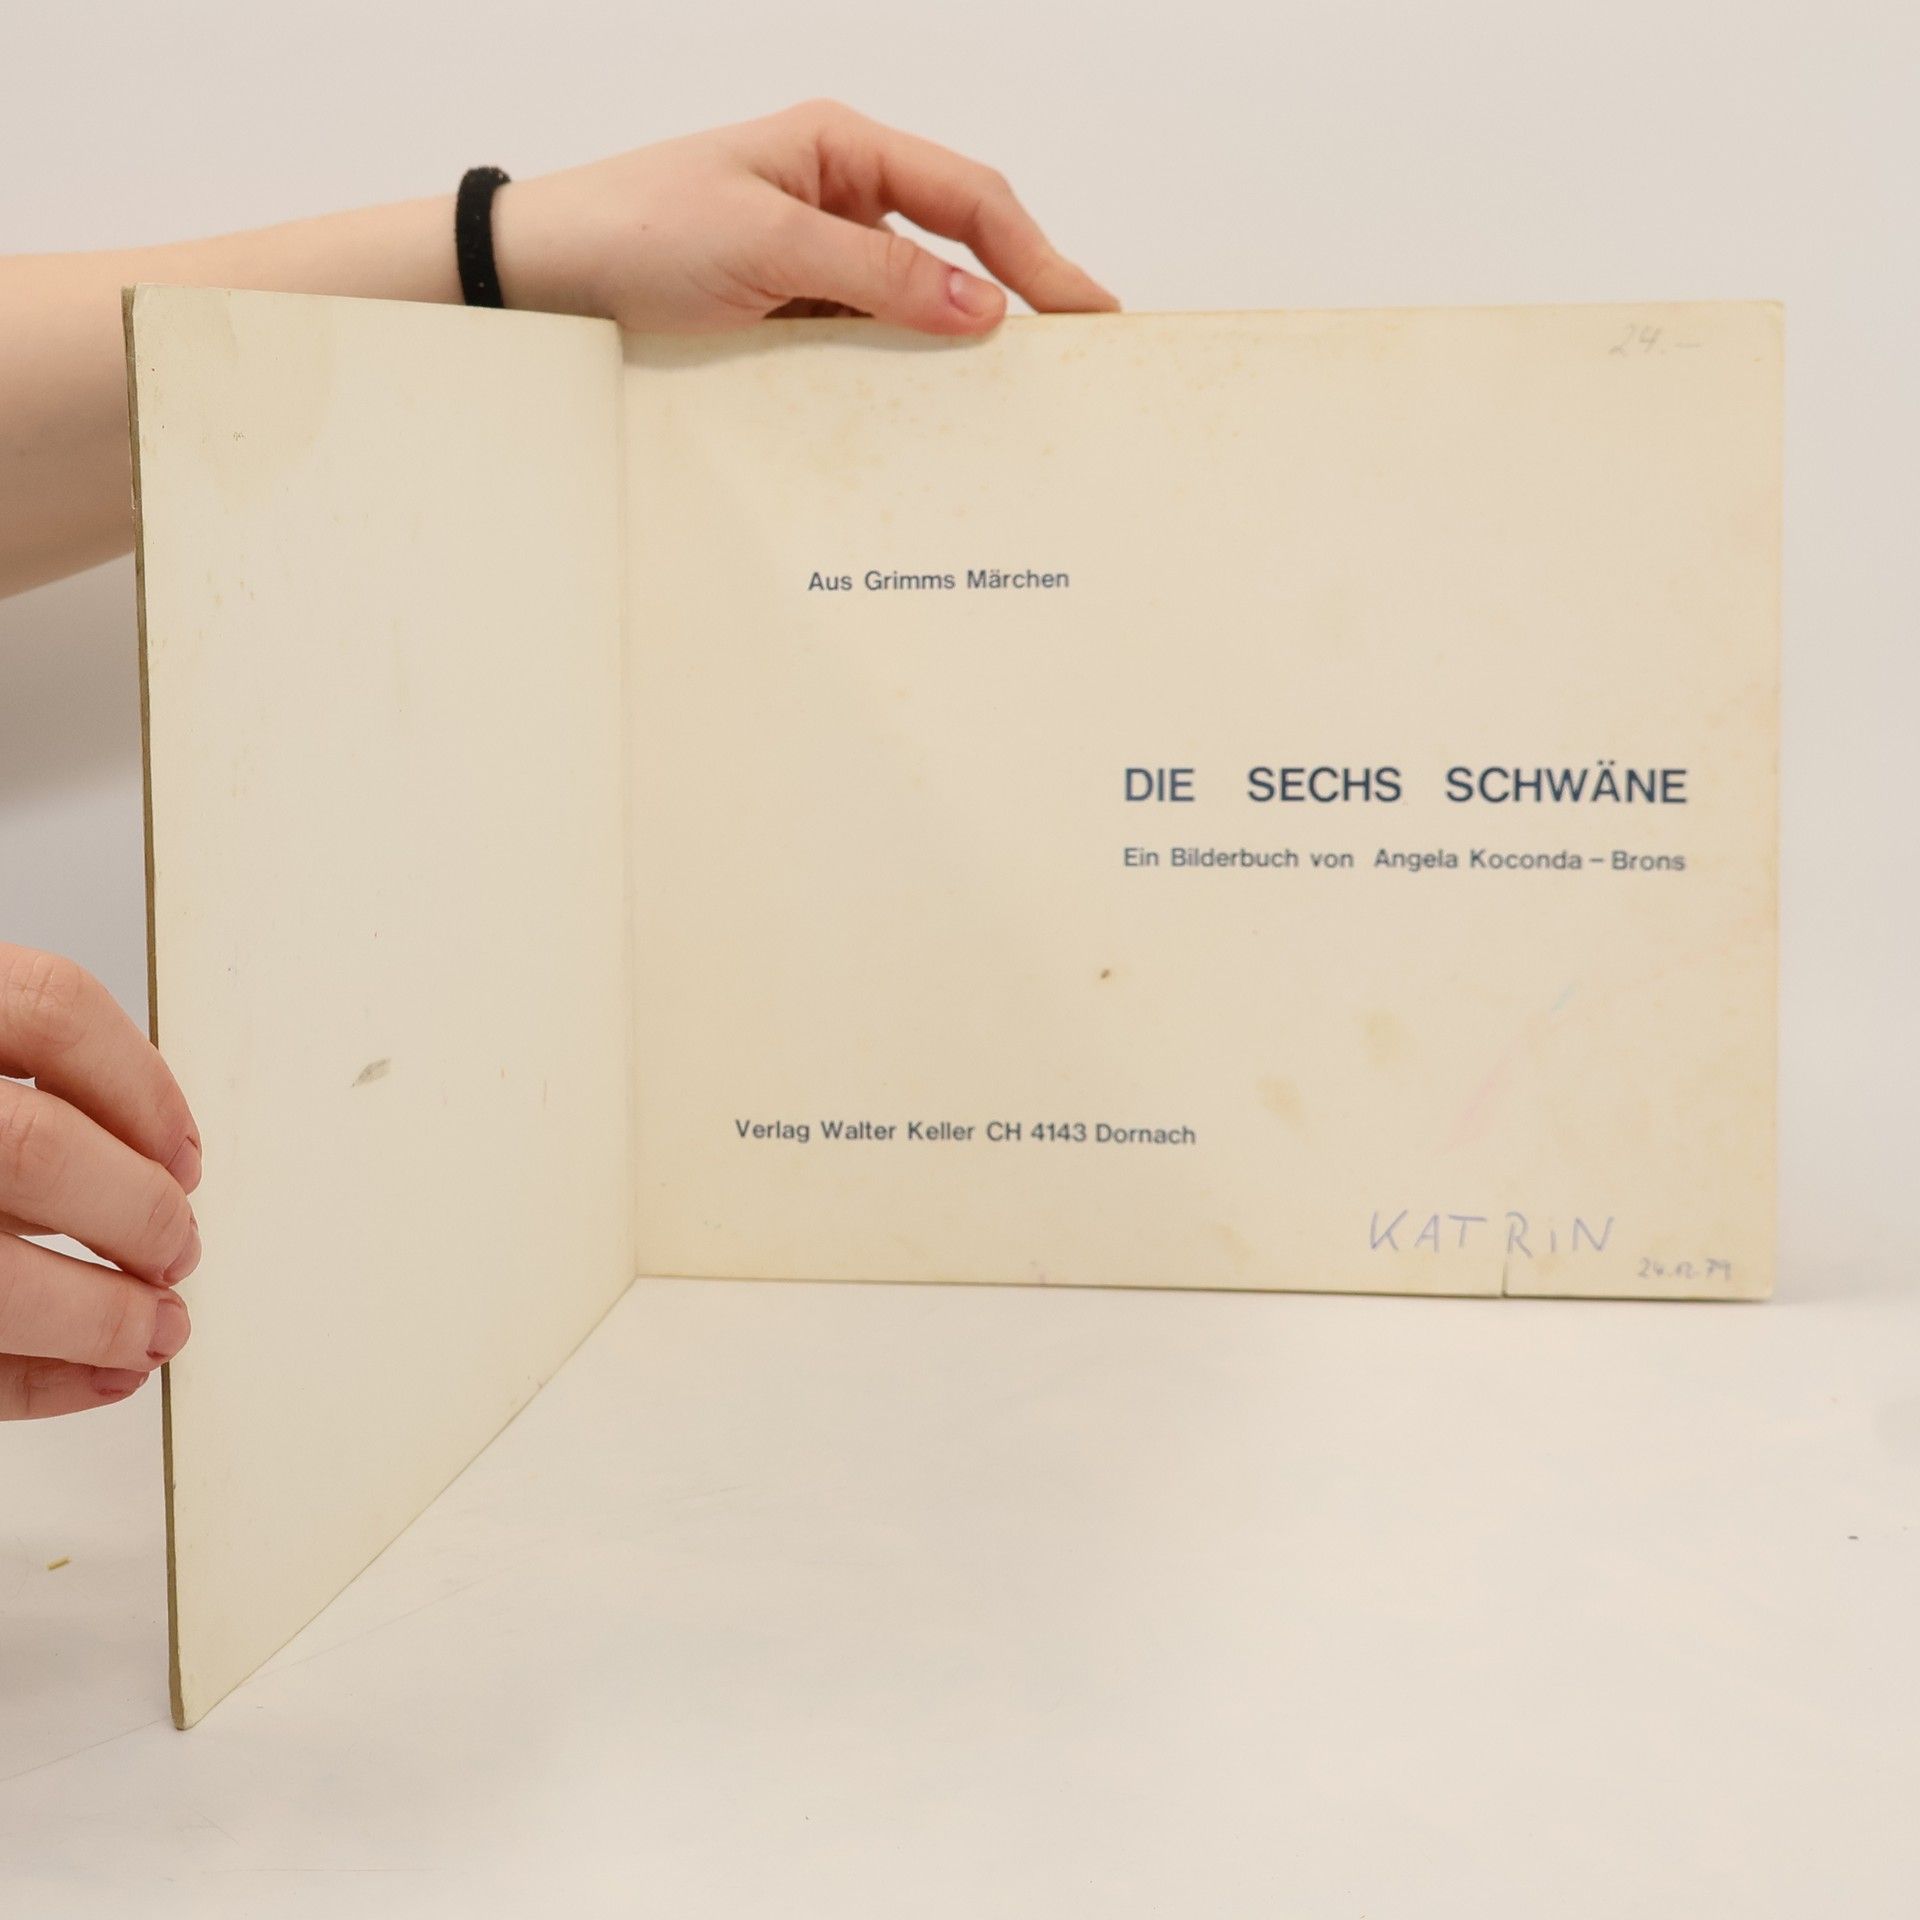 24.–
Aus Grimms Märchen
DIE SECHS SCHWÄNE
Ein Bilderbuch von Angela Koconda – Brons
Verlag Walter Keller CH 4143 Dornach
KATRiN
24.12.79